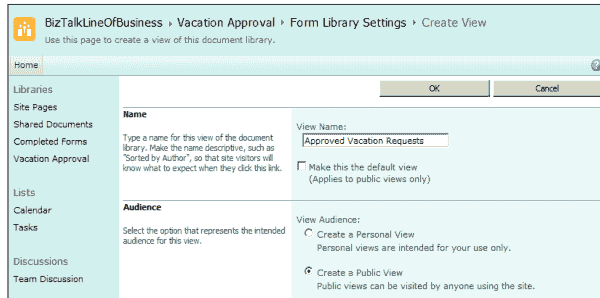 BizTalkLineOfBusiness ▸ Vacation Approval ▸ Form Library Settings ▸ Create View
Use this page to create a view of this document library.
Home
Libraries
Site Pages
Shared Documents
Completed Forms
Vacation Approval
Lists
Calendar
Tasks
Discussions
Team Discussion
OK
Cancel
Name
Type a name for this view of the document
library. Make the name descriptive, such as
"Sorted by Author", so that site visitors will
know what to expect when they click this link.
View Name:
Approved Vacation Requests
Make this the default view
(Applies to public views only)
Audience
Select the option that represents the intended
audience for this view.
View Audience:
Create a Personal View
Personal views are intended for your use only.
Create a Public View
Public views can be visited by anyone using the site.